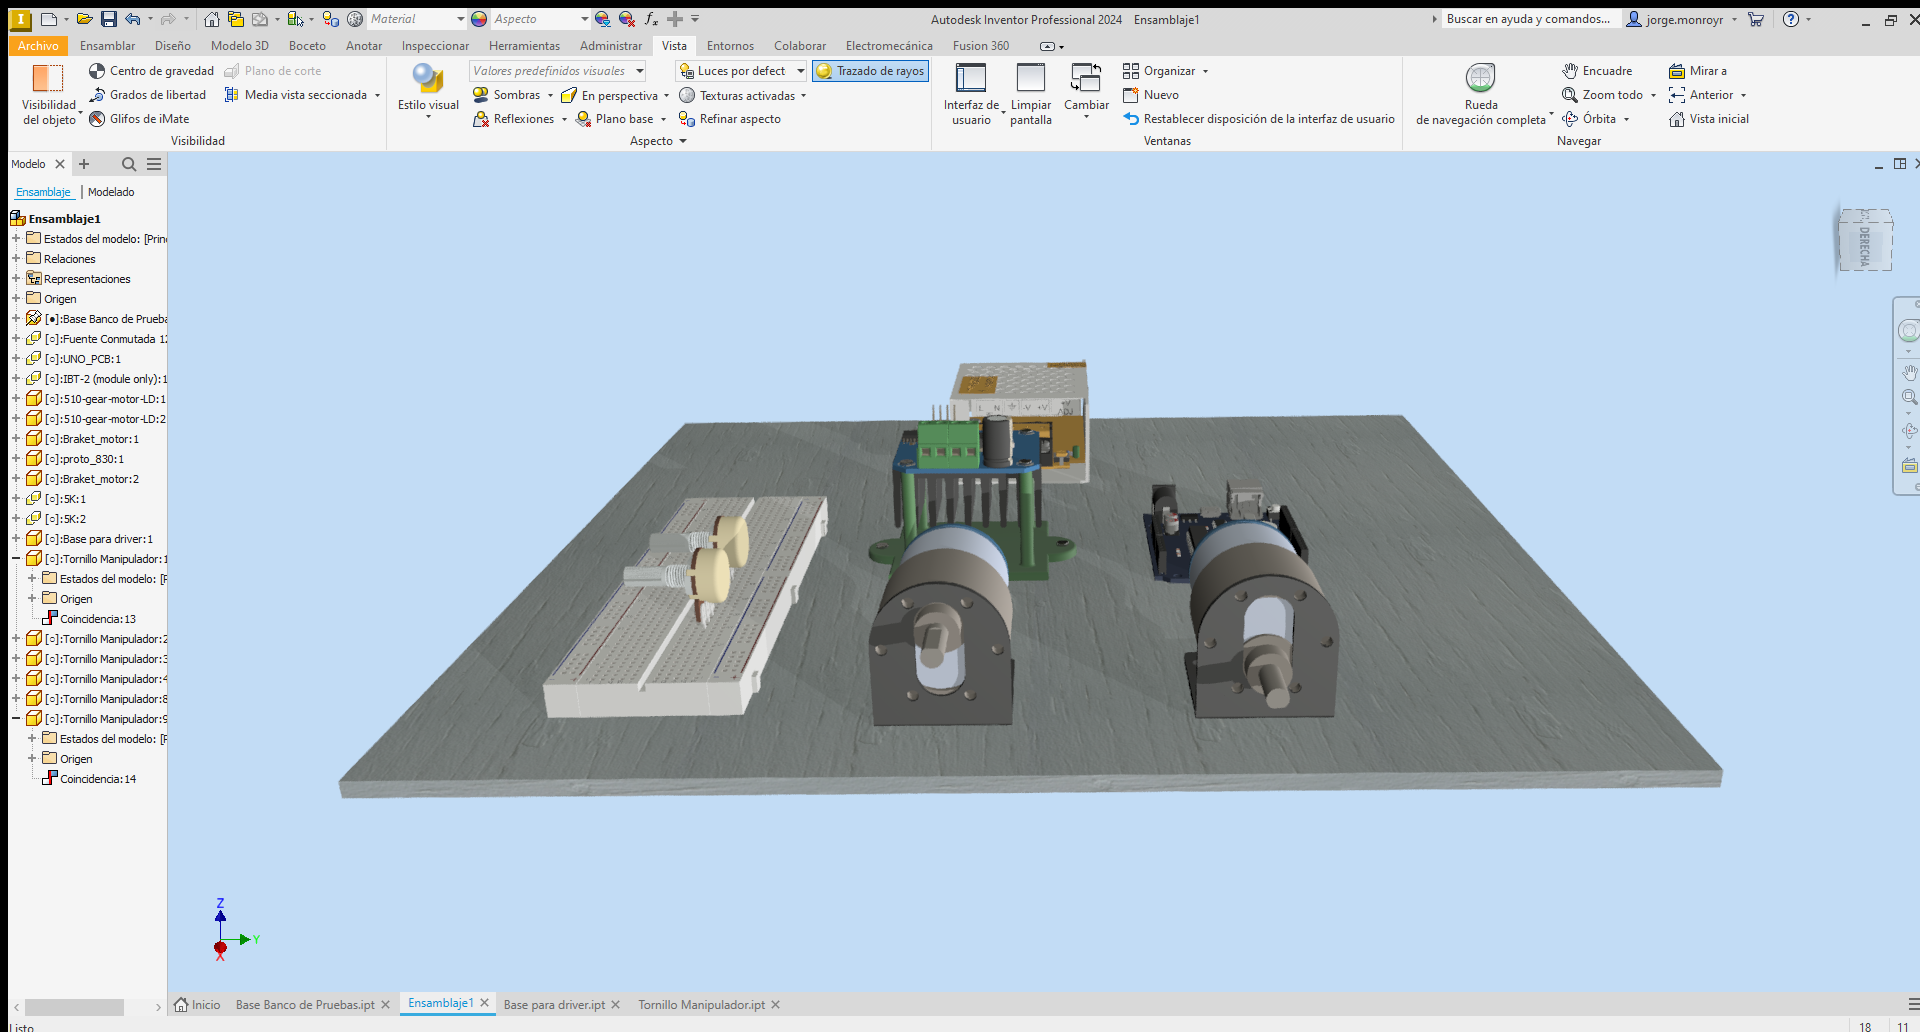 Material
Aspecto
Autodesk Inventor Professional 2024 Ensamblaje1
Buscar en ayuda y comandos...
jorge.monroyr
Archivo Ensamblar Diseño Modelo 3D Boceto Anotar Inspeccionar Herramientas Administrar Vista Entornos Colaborar Electromecánica Fusion 360
Visibilidad
del objeto
Centro de gravedad
Grados de libertad
Glifos de iMate
Plano de corte
Media vista seccionada
Visibilidad
Estilo visual
Valores predefinidos visuales
Sombras
Reflexiones
En perspectiva
Plano base
Luces por defect
Texturas activadas
Refinar aspecto
Trazado de rayos
Aspecto
Interfaz de
usuario
Limpiar
pantalla
Cambiar
Organizar
Nuevo
Restablecer disposición de la interfaz de usuario
Ventanas
Rueda
de navegación completa
Encuadre
Zoom todo
Órbita
Mirar a
Anterior
Vista inicial
Navegar
Modelo
Ensamblaje Modelado
Ensamblaje1
Estados del modelo: [Prin
Relaciones
Representaciones
Origen
[●]:Base Banco de Prueba
[○]:Fuente Conmutada 12
[○]:UNO_PCB:1
[○]:IBT-2 (module only):1
[○]:510-gear-motor-LD:1
[○]:510-gear-motor-LD:2
[○]:Braket_motor:1
[○]:proto_830:1
[○]:Braket_motor:2
[○]:5K:1
[○]:5K:2
[○]:Base para driver:1
[○]:Tornillo Manipulador:1
Estados del modelo: [P
Origen
Coincidencia:13
[○]:Tornillo Manipulador:2
[○]:Tornillo Manipulador:3
[○]:Tornillo Manipulador:4
[○]:Tornillo Manipulador:8
[○]:Tornillo Manipulador:9
Estados del modelo: [P
Origen
Coincidencia:14
DERECHA
L N -V +V +V ADJ
Z
Y
X
Inicio Base Banco de Pruebas.ipt Ensamblaje1 Base para driver.ipt Tornillo Manipulador.ipt
Listo
18 11